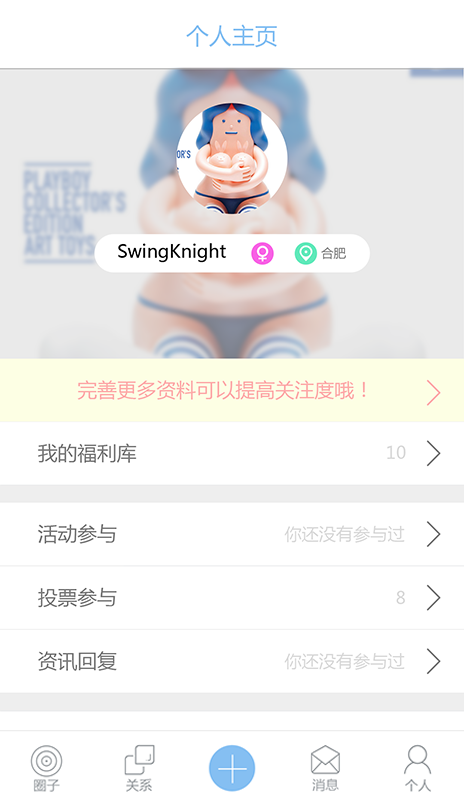 个人主页
OR'S
PLAYBOY
COLLECTOR'S
EDITION
ART TOYS
SwingKnight
合肥
完善更多资料可以提高关注度哦！
我的福利库 10
活动参与 你还没有参与过
投票参与 8
资讯回复 你还没有参与过
圈子 关系 消息 个人